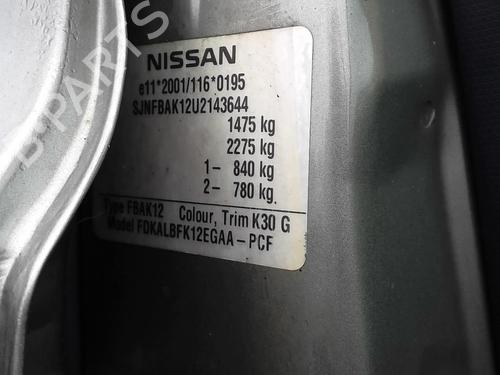 NISSAN
e11*2001/116*0195
SJNFBAK12U2143644
1475 kg
2275 kg
1- 840 kg
2- 780 kg
Type FBAK12 Colour, Trim K30 G
Model FDKALBFK12EGAA-PCF
B-PARTS